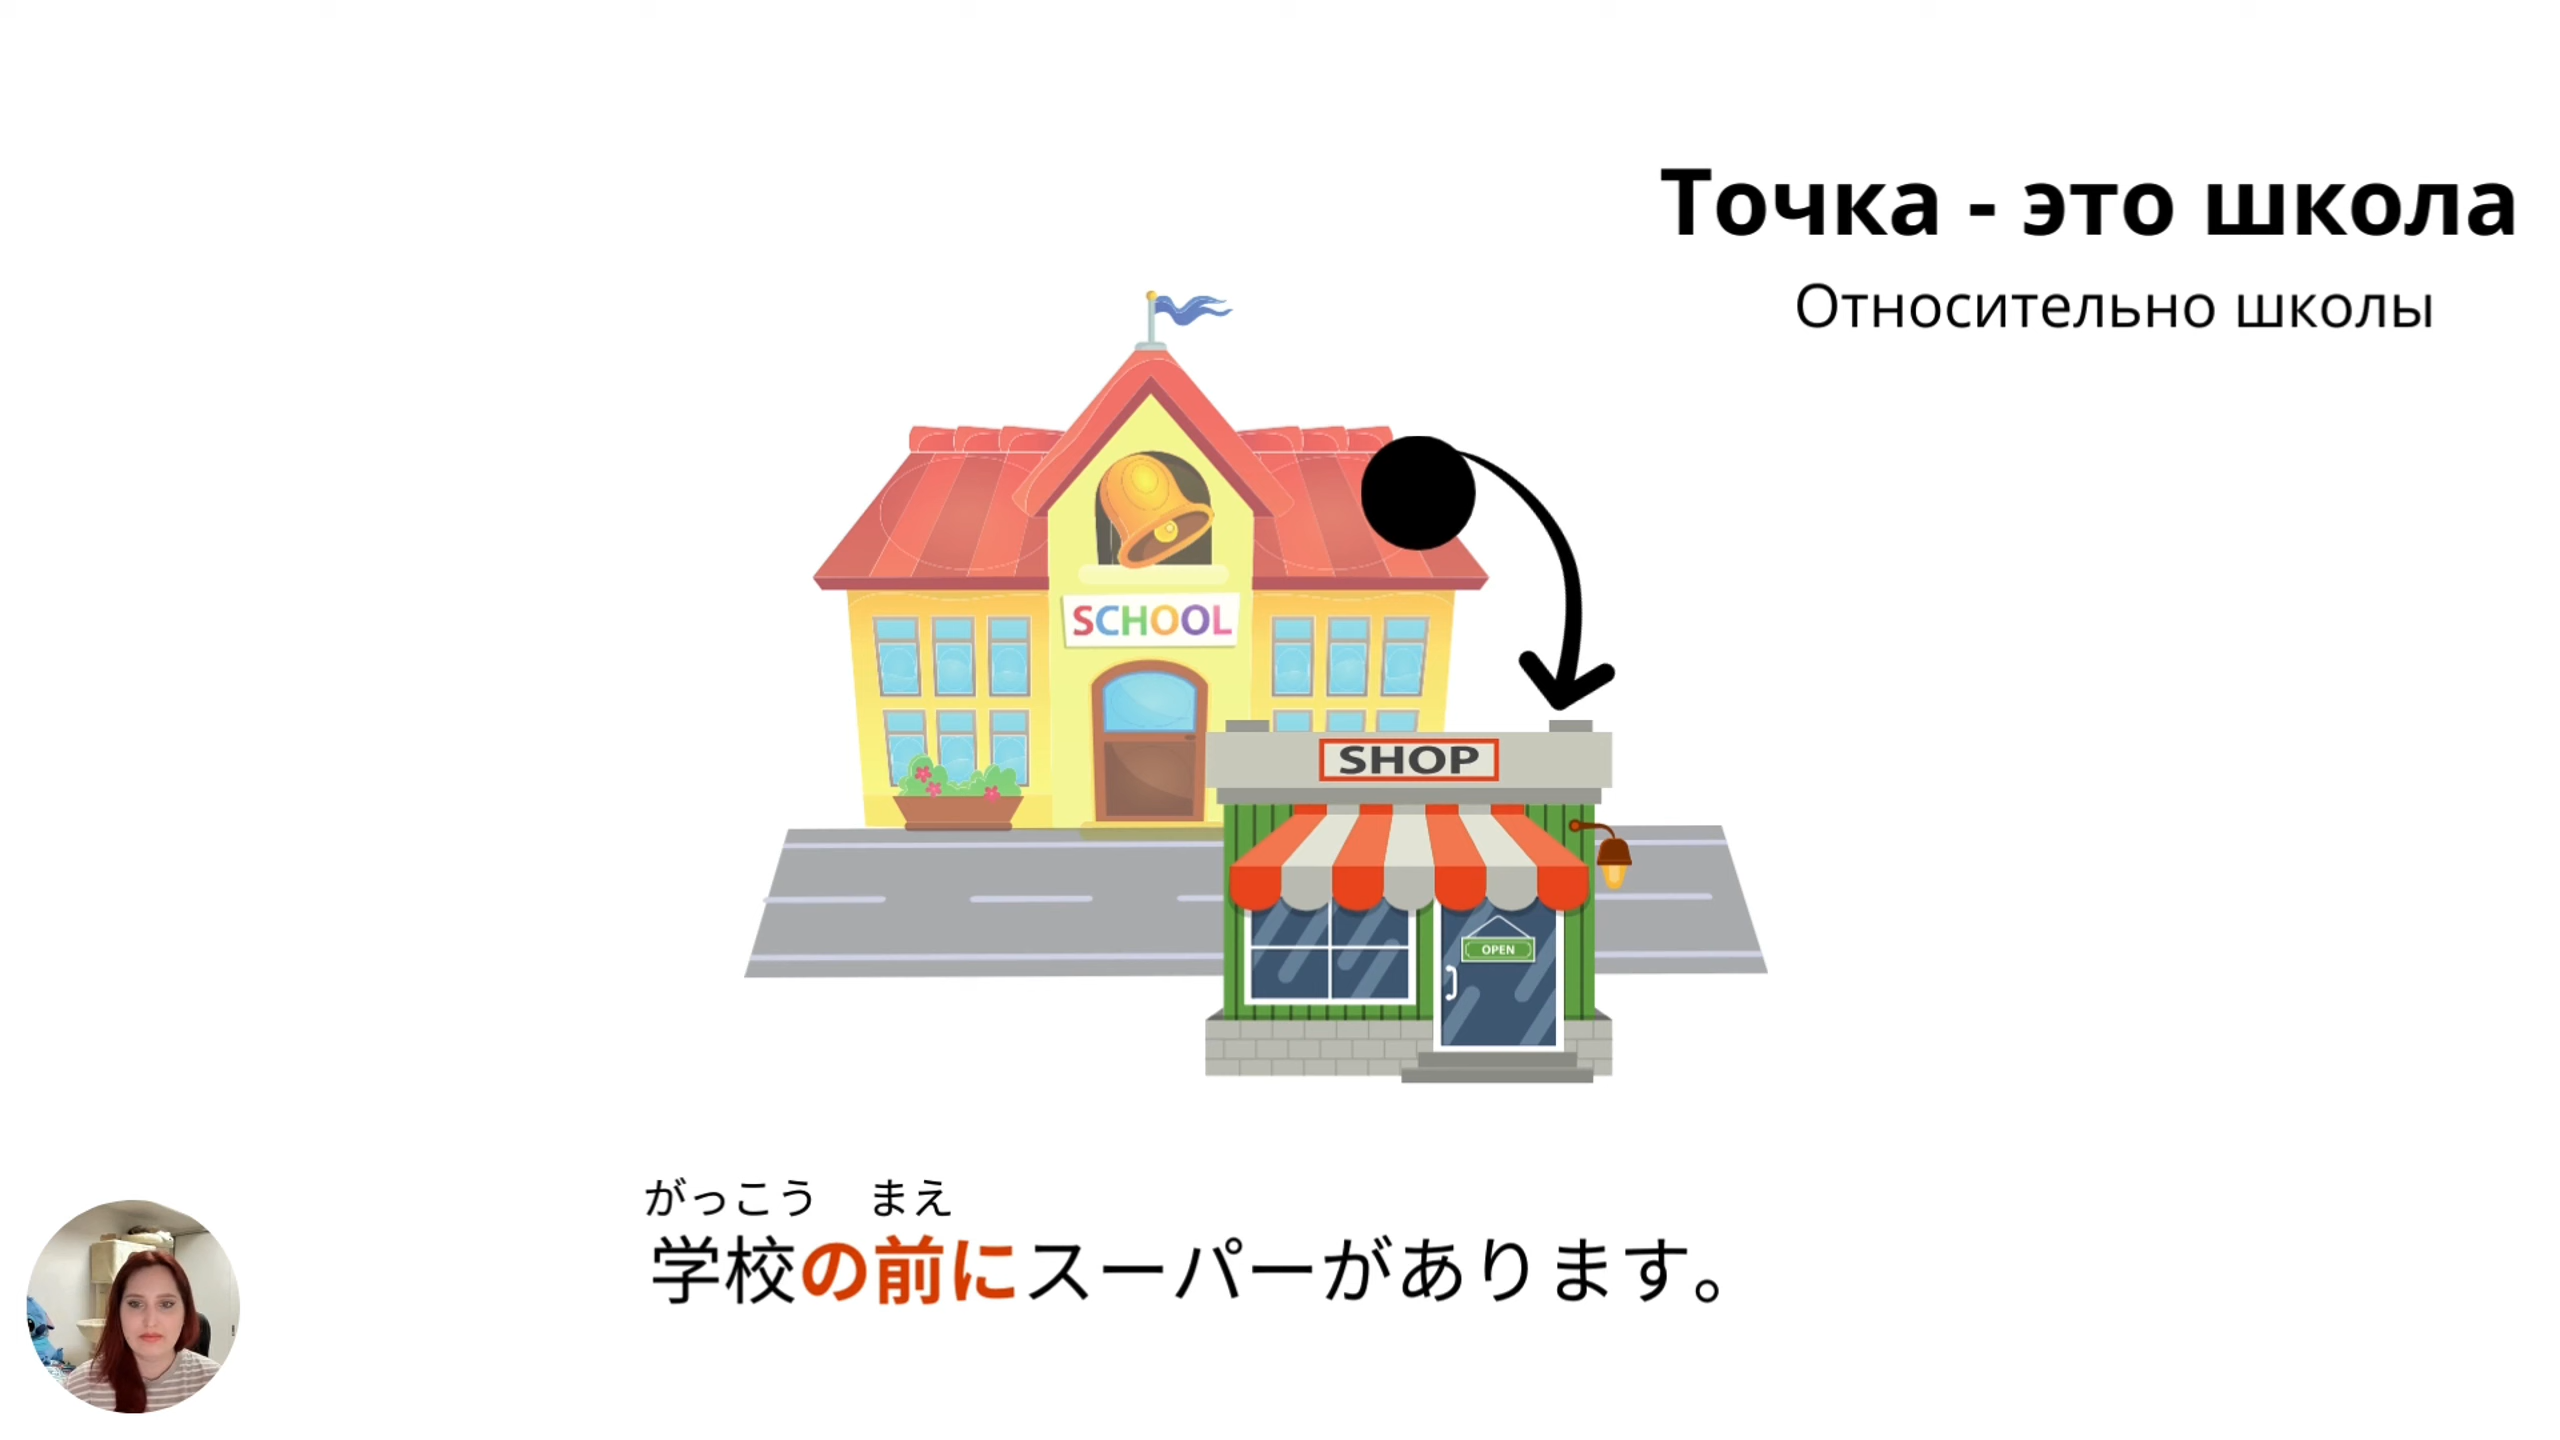 Точка - это школа
Относительно школы
SCHOOL
SHOP
OPEN
がっこう まえ
学校の前にスーパーがあります。